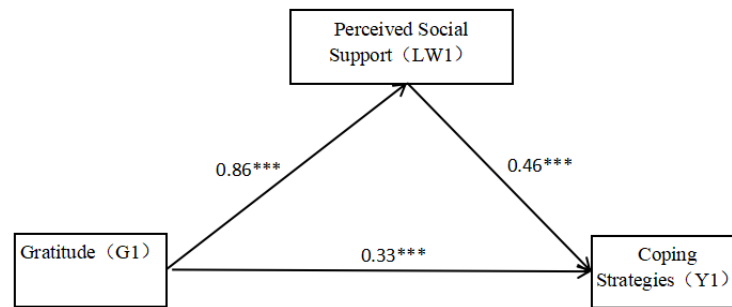 Perceived Social
Support（LW1）
0.86***
0.46***
Gratitude（G1）
0.33***
Coping
Strategies（Y1）